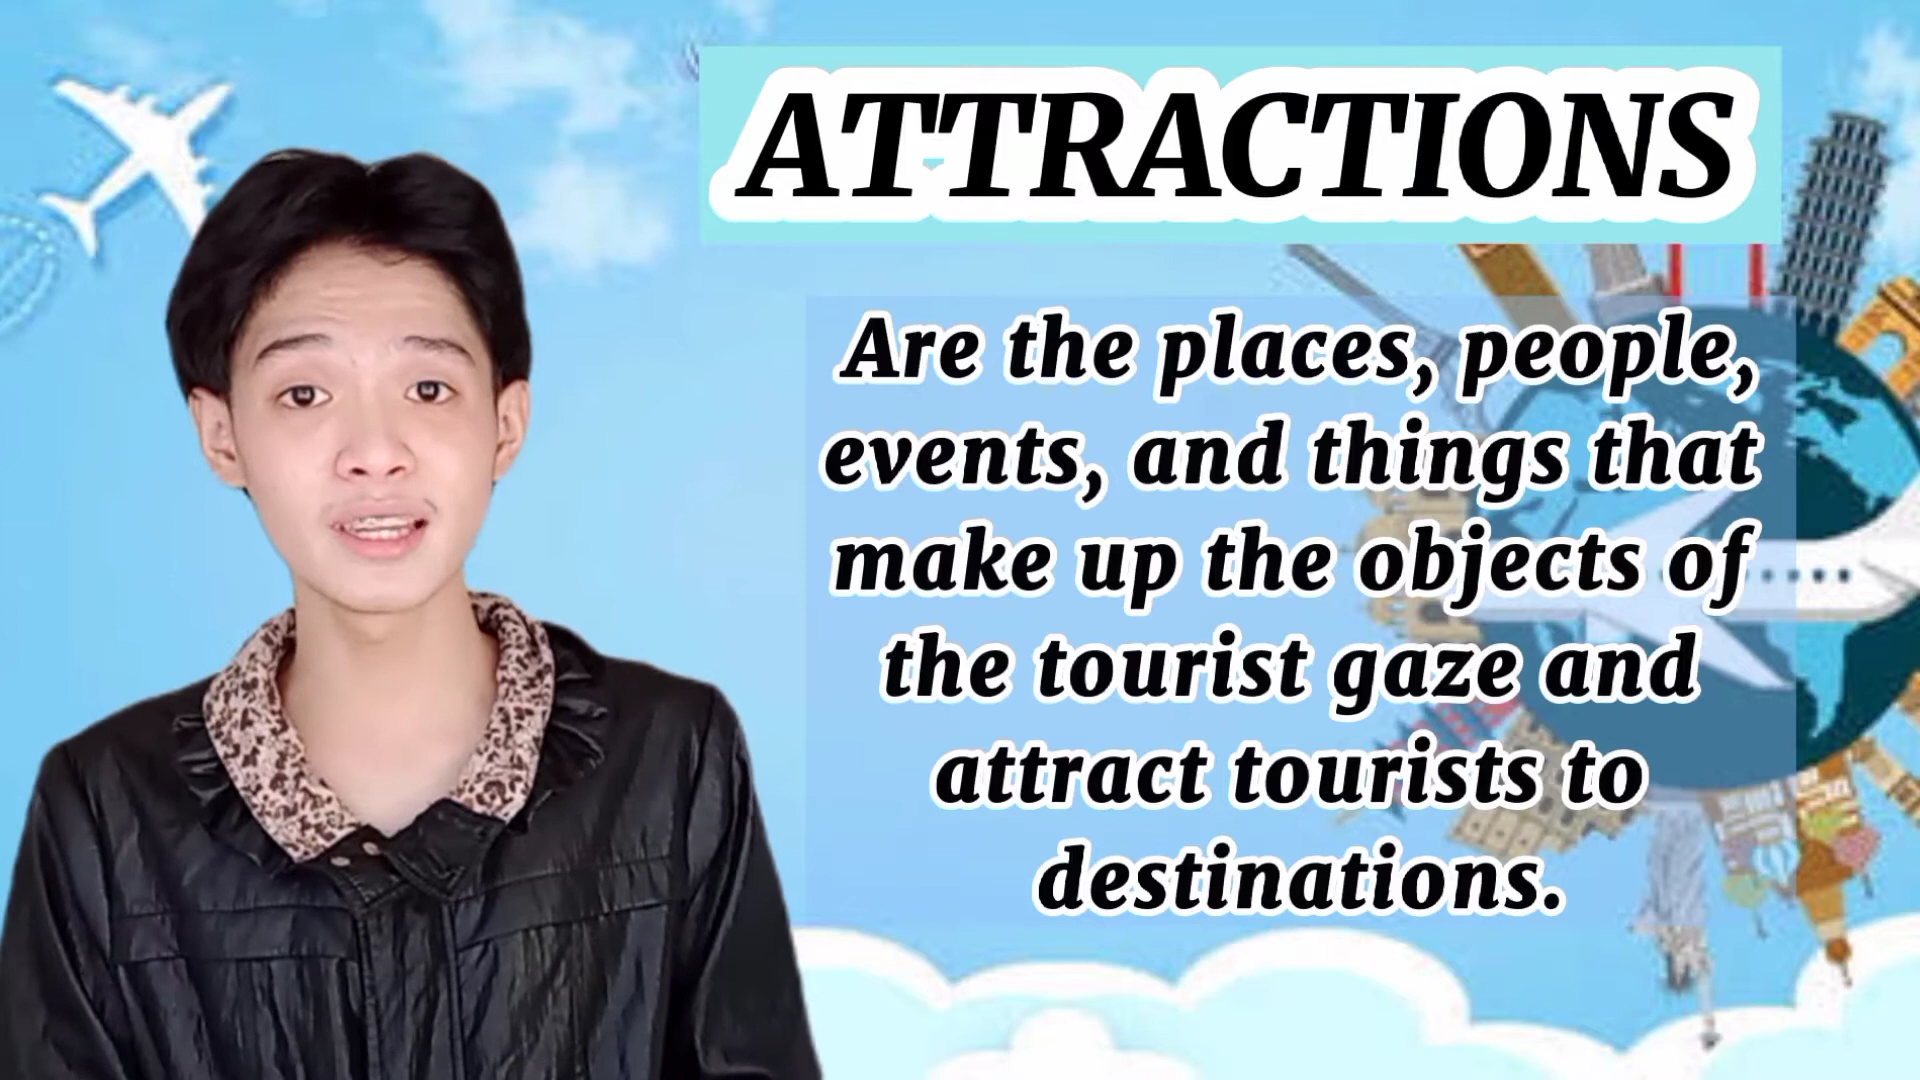 ATTRACTIONS
Are the places, people,
events, and things that
make up the objects of
the tourist gaze and
attract tourists to
destinations.